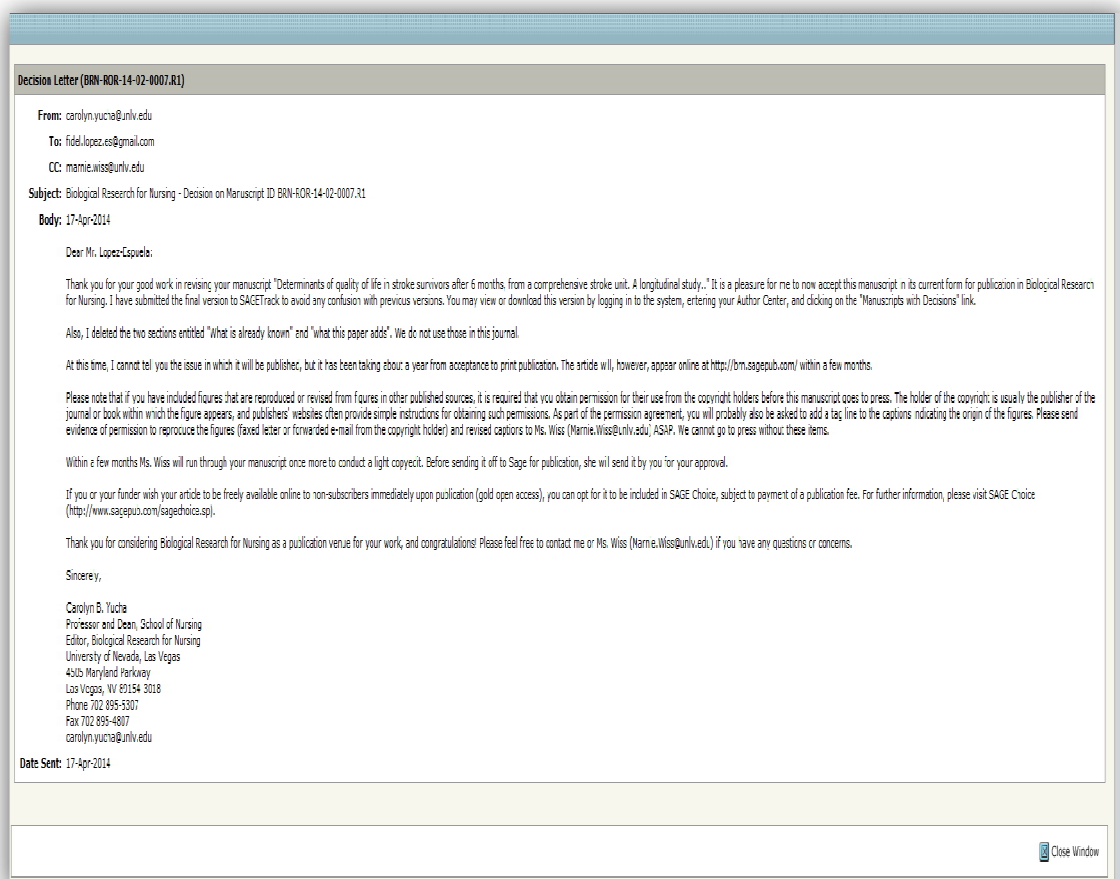 Decision Letter (BRN-ROR-14-02-0007.R1)
From: carolyn.yucha@unlv.edu
To: fidel.lopez.es@gmail.com
CC: marnie.wiss@unlv.edu
Subject: Biological Research for Nursing - Decision on Manuscript ID BRN-ROR-14-02-0007.R1
Body: 17-Apr-2014
Dear Mr. Lopez-Espuela:
Thank you for your good work in revising your manuscript "Determinants of quality of life in stroke survivors after 6 months, from a comprehensive stroke unit. A longitudinal study.." It is a pleasure for me to now accept this manuscript in its current form for publication in Biological Research
for Nursing. I have submitted the final version to SAGETrack to avoid any confusion with previous versions. You may view or download this version by logging in to the system, entering your Author Center, and clicking on the "Manuscripts with Decisions" link.
Also, I deleted the two sections entitled "What is already known" and "what this paper adds". We do not use those in this journal.
At this time, I cannot tell you the issue in which it will be published, but it has been taking about a year from acceptance to print publication. The article will, however, appear online at http://brn.sagepub.com/ within a few months.
Please note that if you have included figures that are reproduced or revised from figures in other published sources, it is required that you obtain permission for their use from the copyright holders before this manuscript goes to press. The holder of the copyright is usually the publisher of the
journal or book within which the figure appears, and publishers' websites often provide simple instructions for obtaining such permissions. As part of the permission agreement, you will probably also be asked to add a tag line to the captions indicating the origin of the figures. Please send
evidence of permission to reproduce the figures (faxed letter or forwarded e-mail from the copyright holder) and revised captions to Ms. Wiss (Marnie.Wiss@unlv.edu) ASAP. We cannot go to press without these items.
Within a few months Ms. Wiss will run through your manuscript once more to conduct a light copyedit. Before sending it off to Sage for publication, she will send it by you for your approval.
If you or your funder wish your article to be freely available online to non-subscribers immediately upon publication (gold open access), you can opt for it to be included in SAGE Choice, subject to payment of a publication fee. For further information, please visit SAGE Choice
(http://www.sagepub.com/sagechoice.sp).
Thank you for considering Biological Research for Nursing as a publication venue for your work, and congratulations! Please feel free to contact me or Ms. Wiss (Marnie.Wiss@unlv.edu) if you have any questions or concerns.
Sincerely,
Carolyn B. Yucha
Professor and Dean, School of Nursing
Editor, Biological Research for Nursing
University of Nevada, Las Vegas
4505 Maryland Parkway
Las Vegas, NV 89154-3018
Phone 702 895-5307
Fax 702 895-4807
carolyn.yucha@unlv.edu
Date Sent: 17-Apr-2014
Close Window